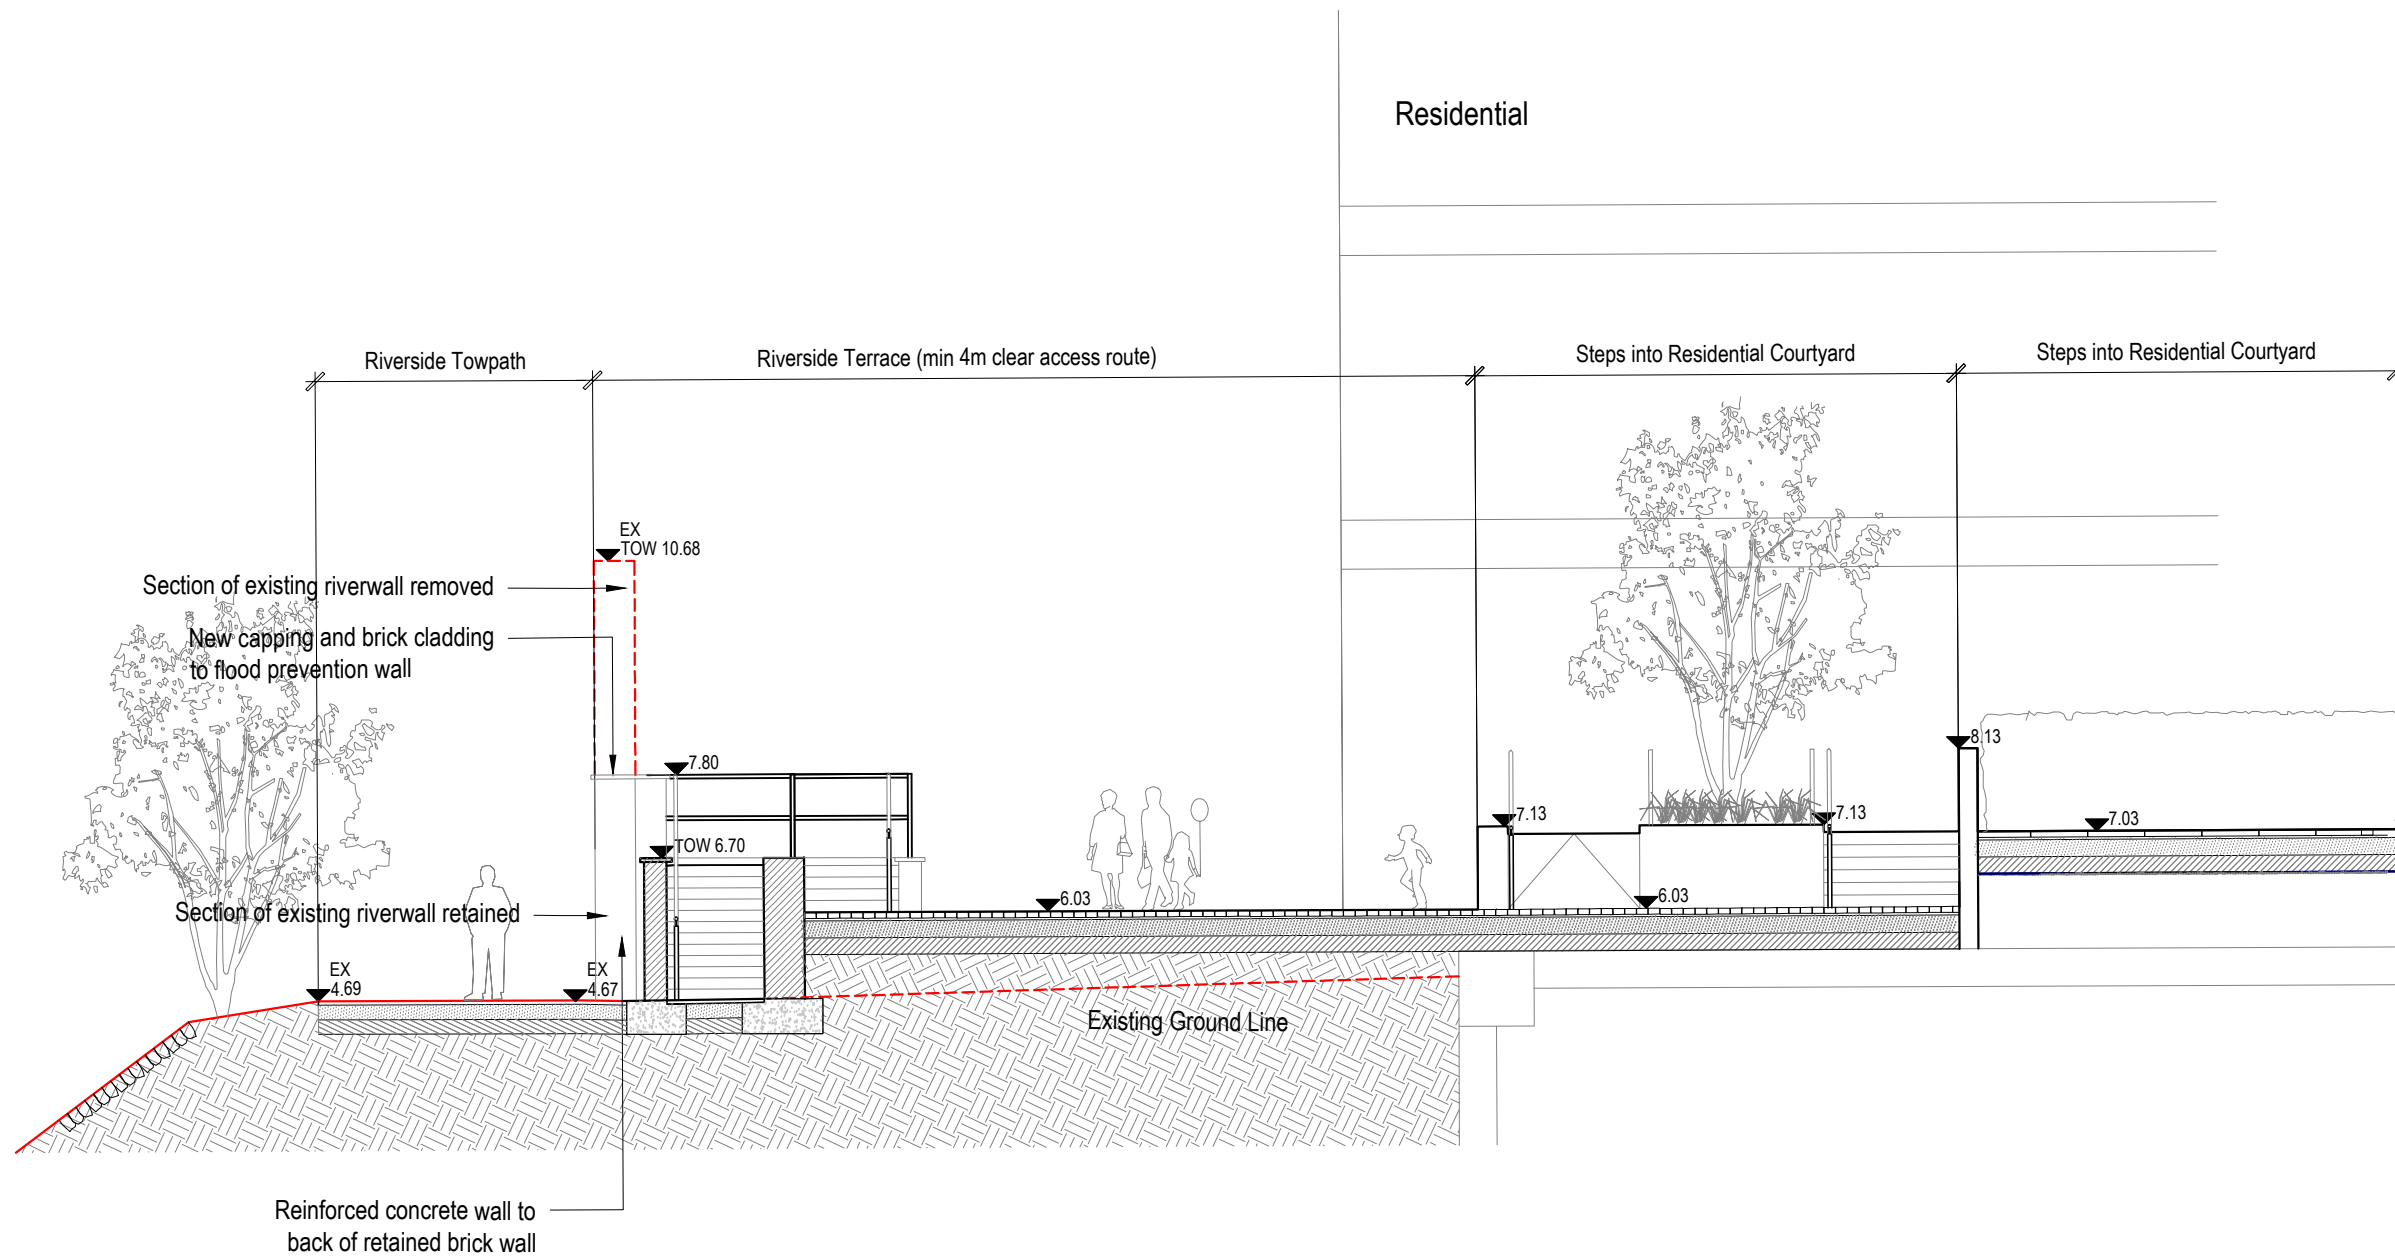 Residential
Riverside Towpath
Riverside Terrace (min 4m clear access route)
Steps into Residential Courtyard
Steps into Residential Courtyard
EX
TOW 10.68
Section of existing riverwall removed
New capping and brick cladding
to flood prevention wall
7.80
8.13
7.13
7.13
7.03
TOW 6.70
6.03
6.03
Section of existing riverwall retained
EX
4.69
EX
4.67
Existing Ground Line
Reinforced concrete wall to
back of retained brick wall